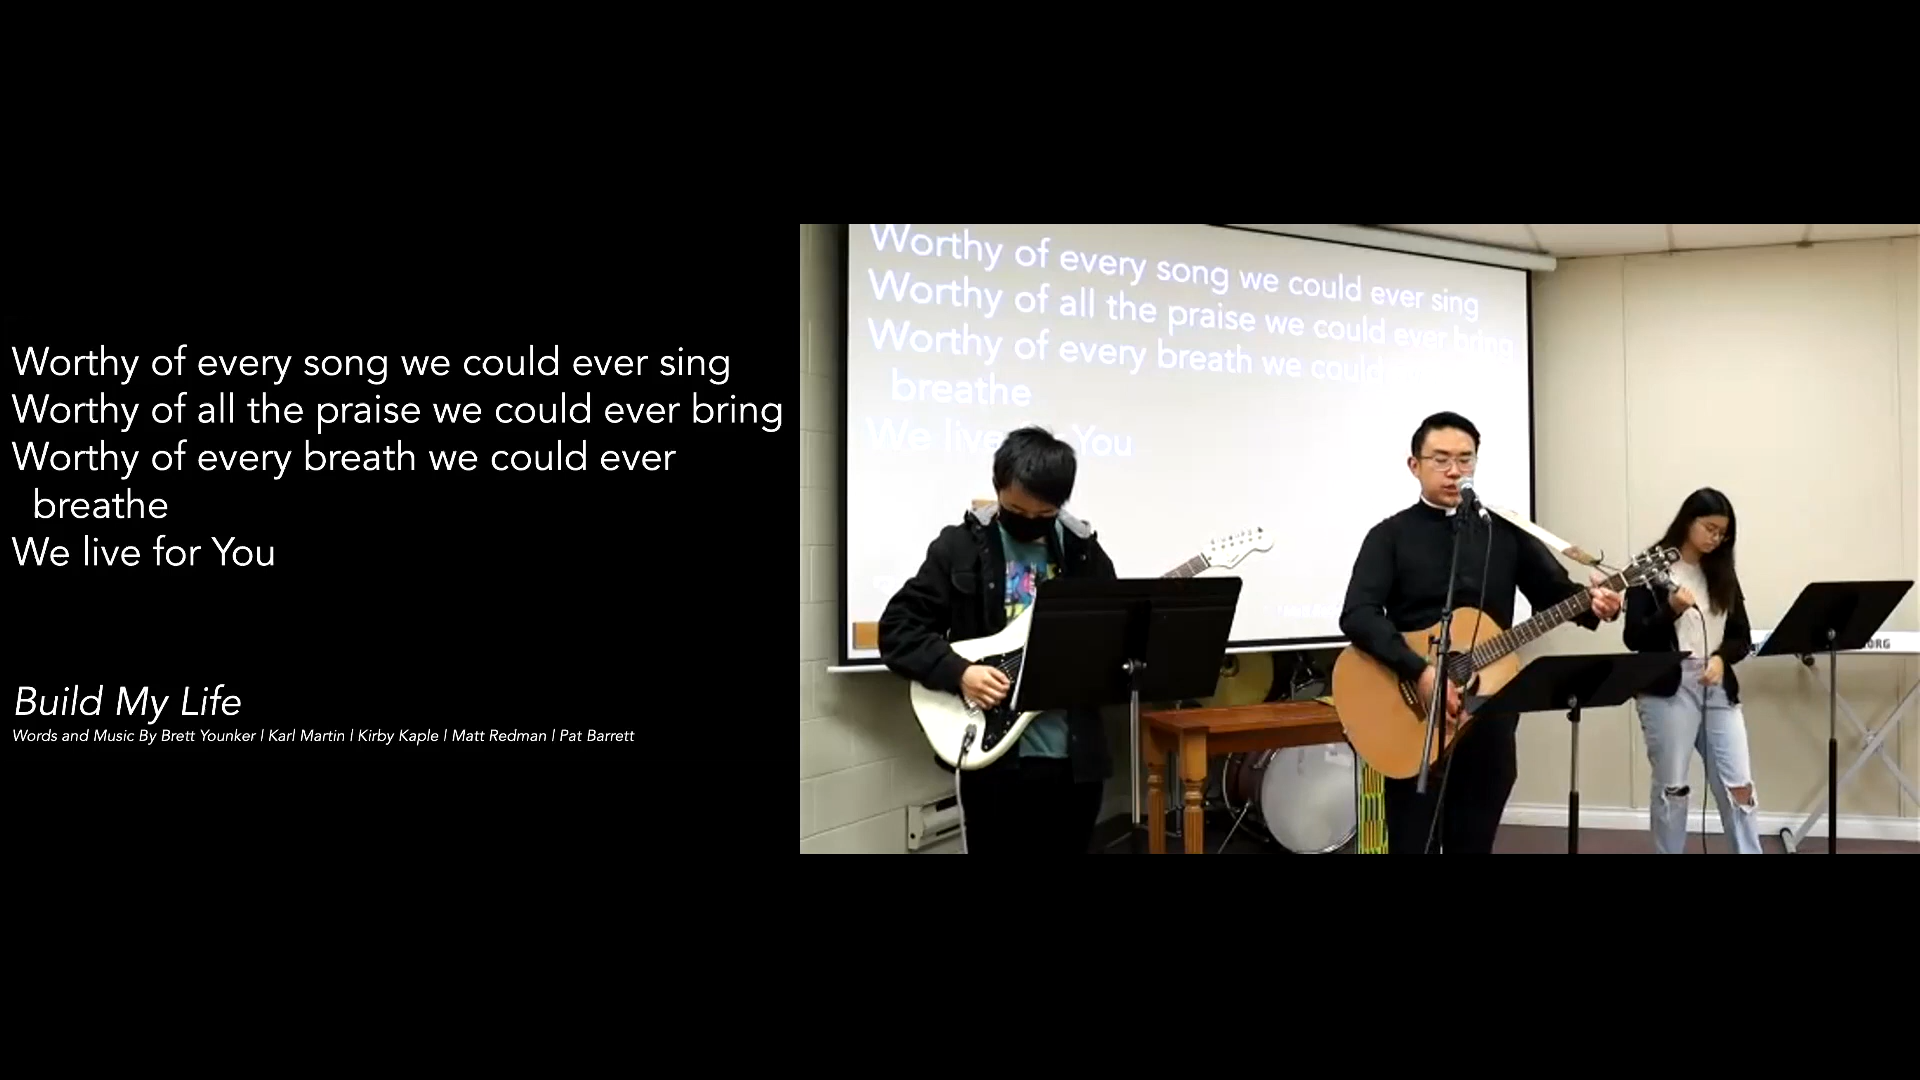 Worthy of every song we could ever sing
Worthy of all the praise we could ever bring
Worthy of every breath we could ever
breathe
We live for You
Build My Life
Words and Music By Brett Younker | Karl Martin | Kirby Kaple | Matt Redman | Pat Barrett
Worthy of every song we could ever sing
Worthy of all the praise we could ever bring
Worthy of every breath we could
breathe
We live You
ORG